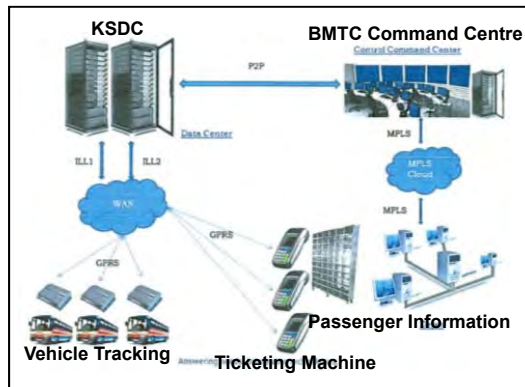 KSDC
BMTC Command Centre
Control Command Center
P2P
Data Center
MPLS
ILL1
ILL2
MPLS
Cloud
WAN
MPLS
GPRS
GPRS
Passenger Information
Vehicle Tracking
Ticketing Machine
Answering